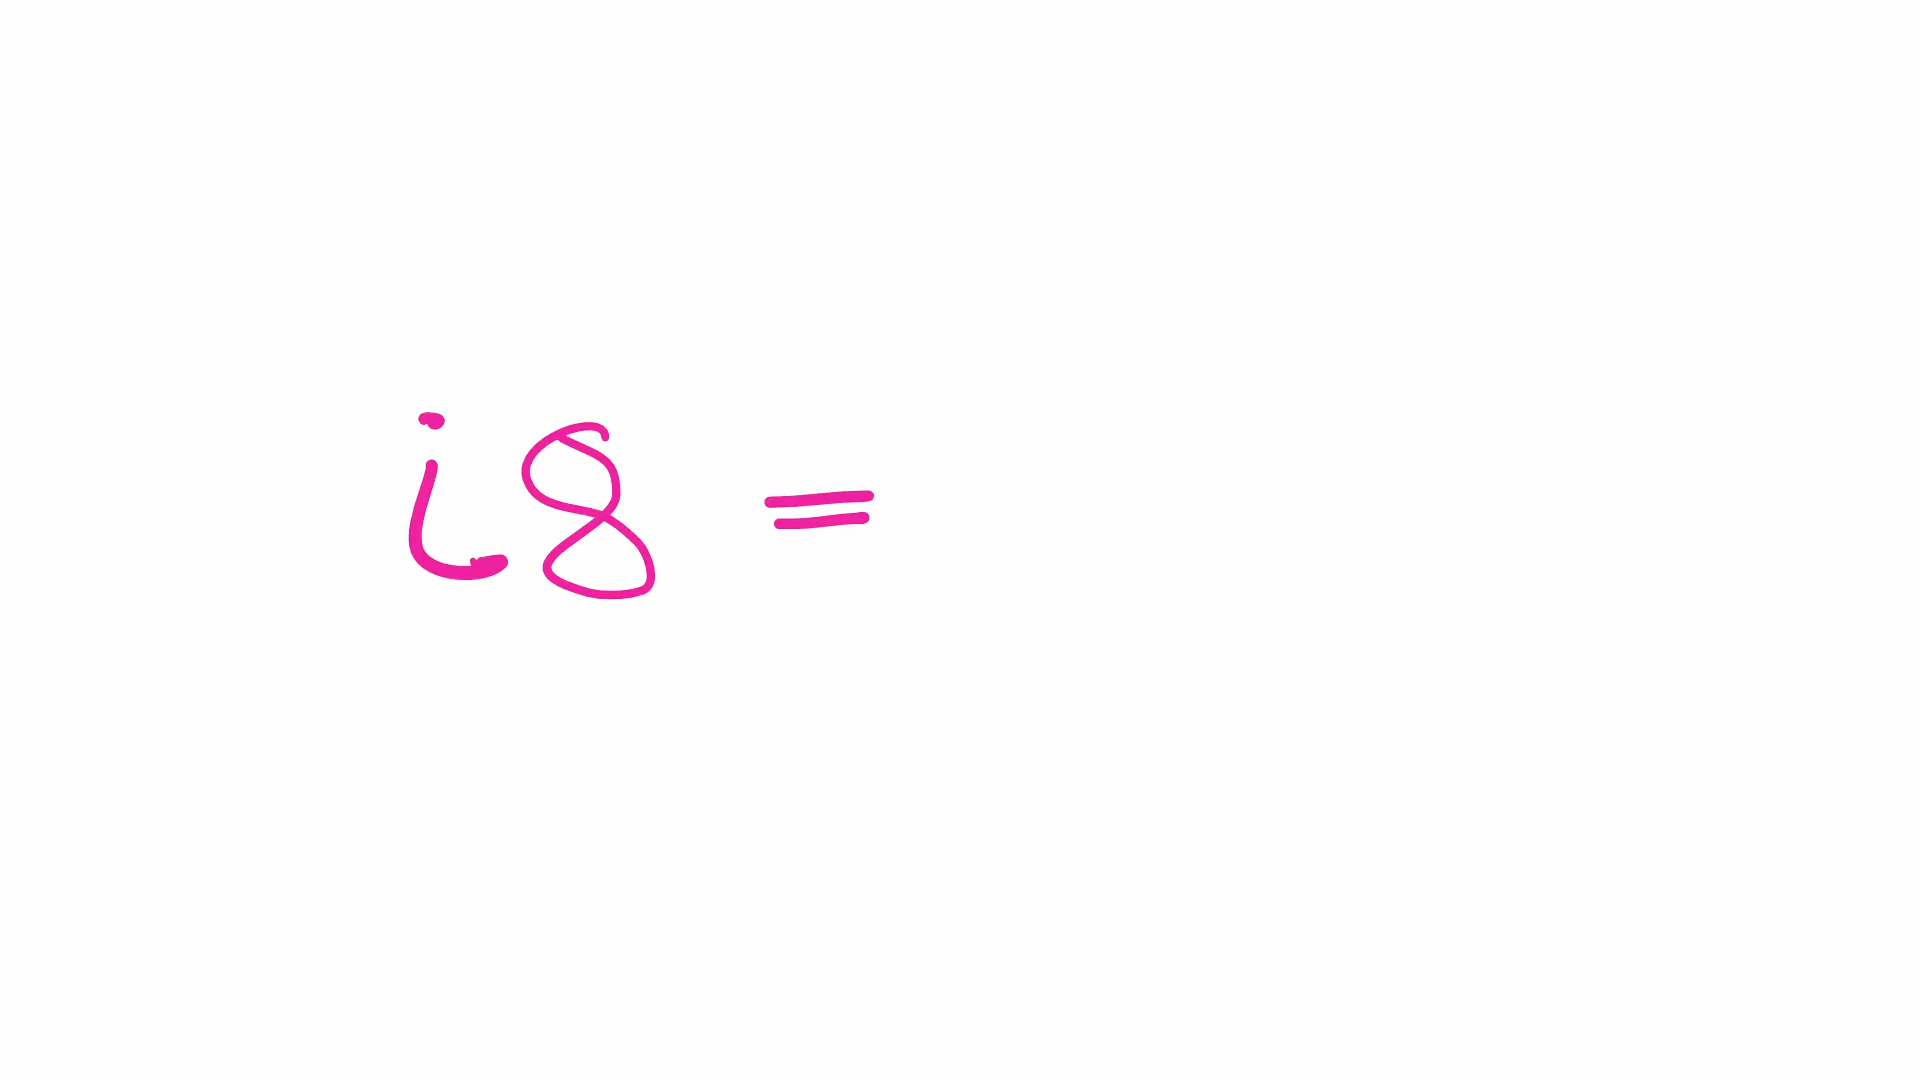 i8 =